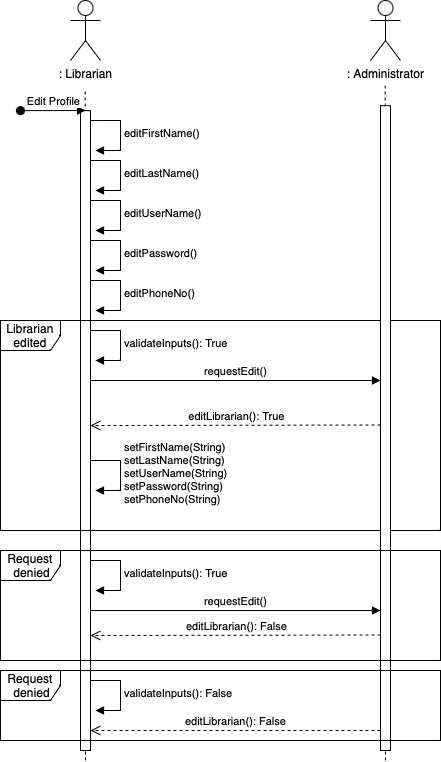 : Librarian
: Administrator
Edit Profile
editFirstName()
editLastName()
editUserName()
editPassword()
editPhoneNo()
Librarian
edited
validateInputs(): True
requestEdit()
editLibrarian(): True
setFirstName(String)
setLastName(String)
setUserName(String)
setPassword(String)
setPhoneNo(String)
Request
denied
validateInputs(): True
requestEdit()
editLibrarian(): False
Request
denied
validateInputs(): False
editLibrarian(): False